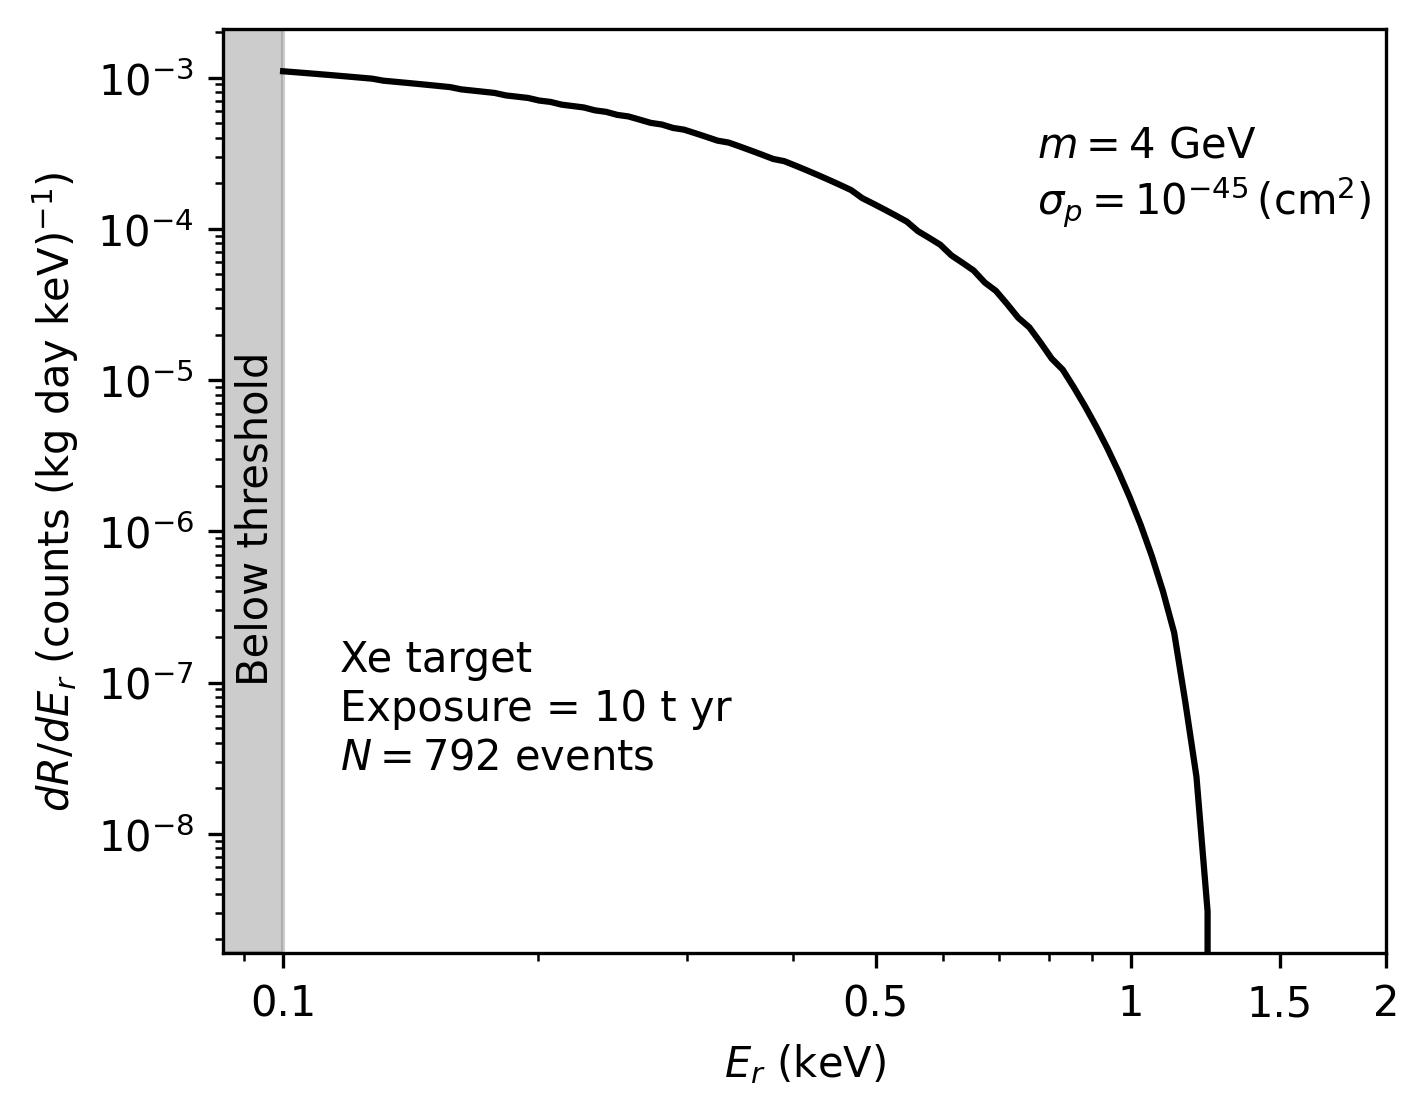 10⁻³
10⁻⁴
10⁻⁵
10⁻⁶
10⁻⁷
10⁻⁸
dR/dEᵣ (counts (kg day keV)⁻¹)
Below threshold
m = 4 GeV
σₚ = 10⁻⁴⁵ (cm²)
Xe target
Exposure = 10 t yr
N = 792 events
0.1 0.5 1 1.5 2
Eᵣ (keV)